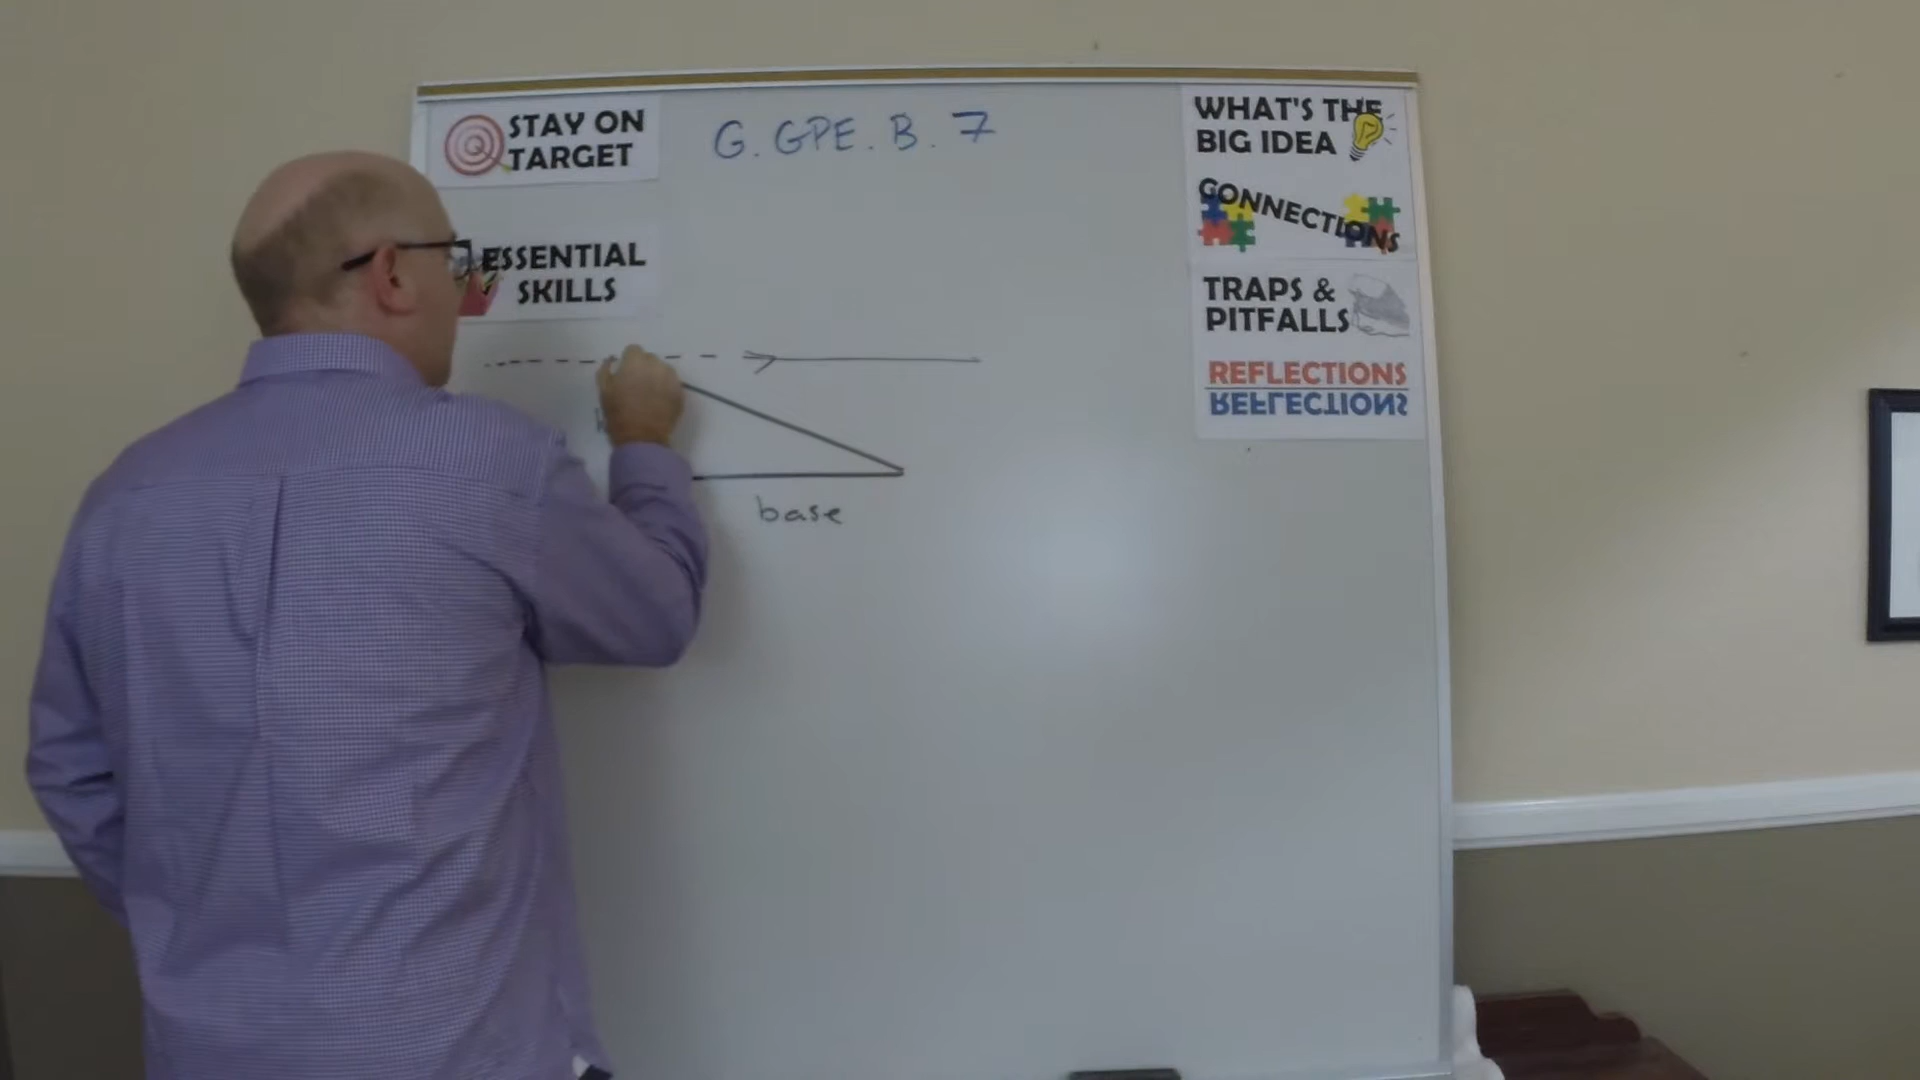 STAY ON
TARGET
G. GPE. B. 7
WHAT'S THE
BIG IDEA
CONNECTIONS
ESSENTIAL
SKILLS
TRAPS &
PITFALLS
REFLECTIONS
REFLECTIONS
base